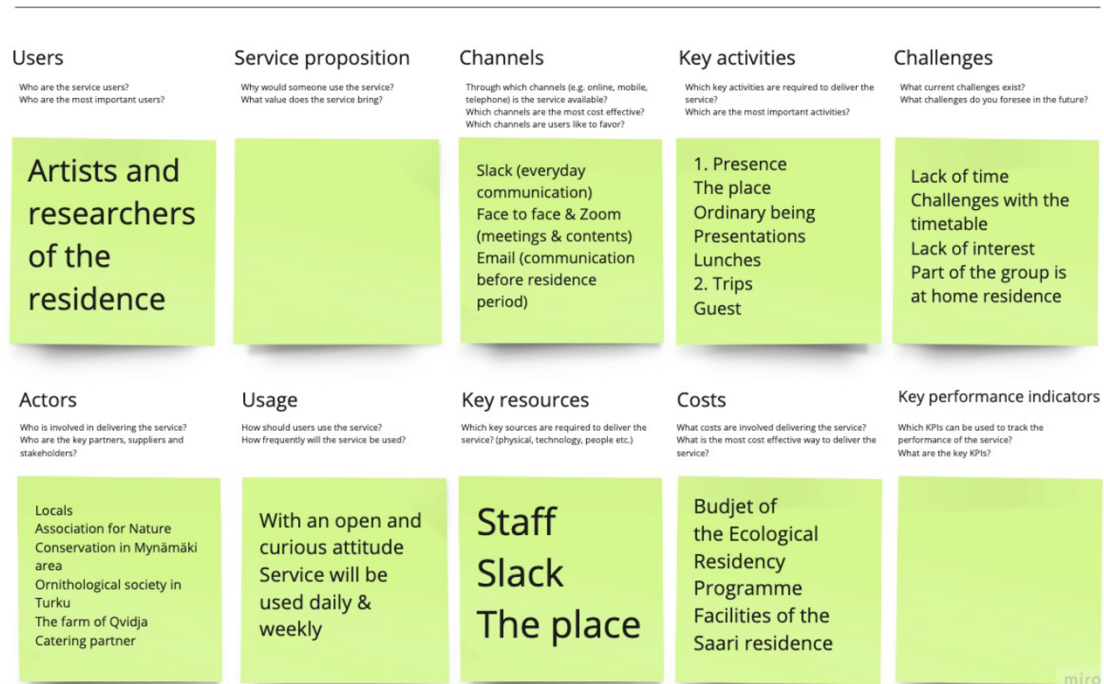 Users
Who are the service users?
Who are the most important users?
Artists and
researchers
of the
residence
Service proposition
Why would someone use the service?
What value does the service bring?
Channels
Through which channels (e.g. online, mobile,
telephone) is the service available?
Which channels are the most cost effective?
Which channels are users like to favor?
Slack (everyday
communication)
Face to face & Zoom
(meetings & contents)
Email (communication
before residence
period)
Key activities
Which key activities are required to deliver the
service?
Which are the most important activities?
1. Presence
The place
Ordinary being
Presentations
Lunches
2. Trips
Guest
Challenges
What current challenges exist?
What challenges do you foresee in the future?
Lack of time
Challenges with the
timetable
Lack of interest
Part of the group is
at home residence
Actors
Who is involved in delivering the service?
Who are the key partners, suppliers and
stakeholders?
Locals
Association for Nature
Conservation in Mynämäki
area
Ornithological society in
Turku
The farm of Qvidja
Catering partner
Usage
How should users use the service?
How frequently will the service be used?
With an open and
curious attitude
Service will be
used daily &
weekly
Key resources
Which key sources are required to deliver the
service? (physical, technology, people etc.)
Staff
Slack
The place
Costs
What costs are involved delivering the service?
What is the most cost effective way to deliver the
service?
Budjet of
the Ecological
Residency
Programme
Facilities of the
Saari residence
Key performance indicators
Which KPIs can be used to track the
performance of the service?
What are the key KPIs?
miro